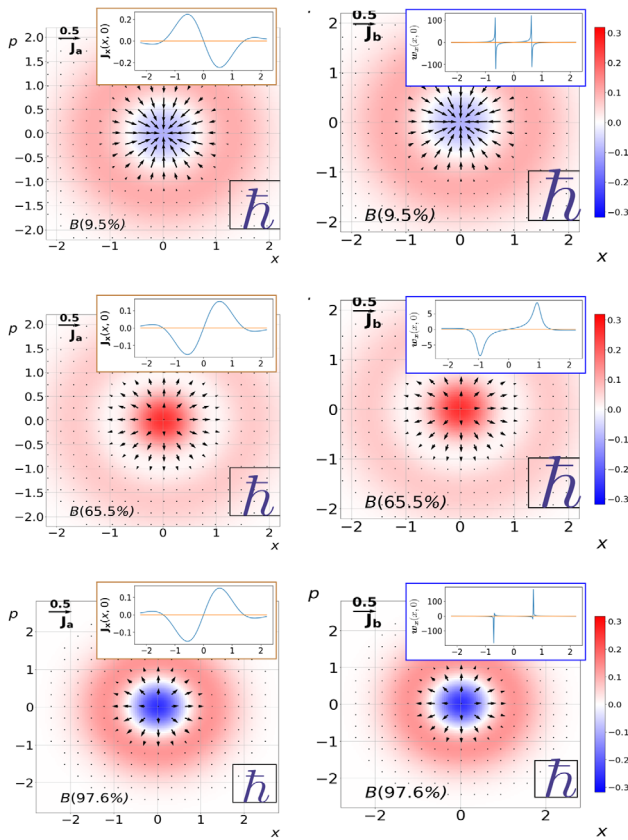 p
2.0
1.5
1.0
0.5
0.0
−0.5
−1.0
−1.5
−2.0
0.5
Ja
Jx(x, 0)
0.2
0.0
−0.2
−2 −1 0 1 2
B(9.5%)
ħ
−2 −1 0 1 2
x
2
1
0
−1
−2
0.5
Jb
wx(x, 0)
100
0
−100
−2 −1 0 1 2
B(9.5%)
ħ
−2 −1 0 1 2
x
0.3
0.2
0.1
0.0
−0.1
−0.2
−0.3
p
2.0
1.5
1.0
0.5
0.0
−0.5
−1.0
−1.5
−2.0
0.5
Ja
Jx(x, 0)
0.1
0.0
−0.1
−2 −1 0 1 2
B(65.5%)
ħ
−2 −1 0 1 2
x
2
1
0
−1
−2
0.5
Jb
wx(x, 0)
5
0
−5
−2 −1 0 1 2
B(65.5%)
ħ
−2 −1 0 1 2
x
0.3
0.2
0.1
0.0
−0.1
−0.2
−0.3
p
2
1
0
−1
−2
0.5
Ja
Jx(x, 0)
0.1
0.0
−0.1
−2 −1 0 1 2
B(97.6%)
ħ
−2 −1 0 1 2
x
p
2
1
0
−1
−2
0.5
Jb
wx(x, 0)
100
0
−100
−2 −1 0 1 2
B(97.6%)
ħ
−2 −1 0 1 2
x
0.3
0.2
0.1
0.0
−0.1
−0.2
−0.3